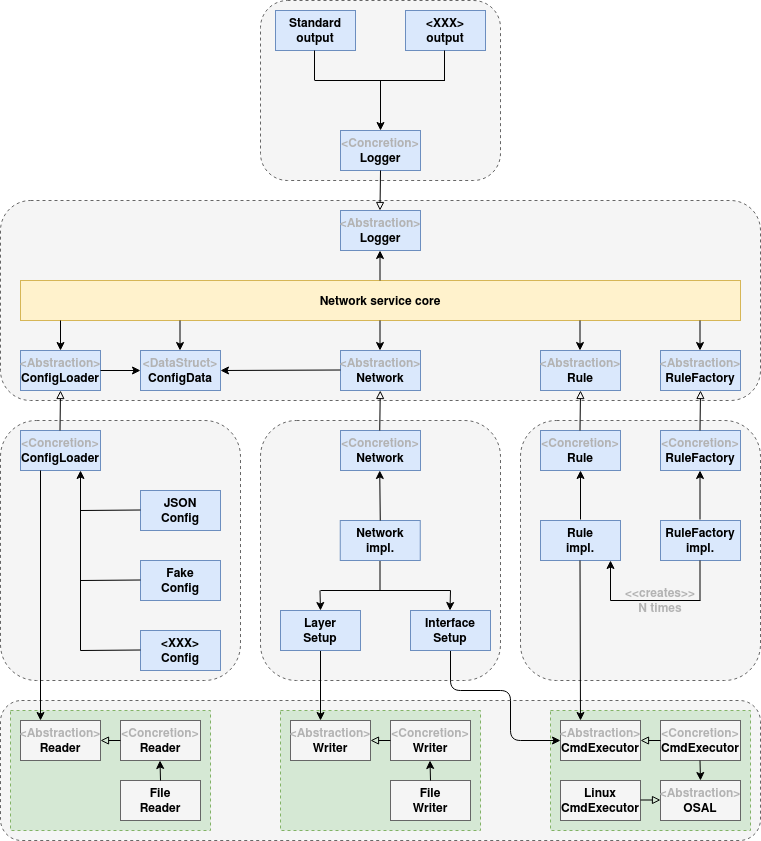 Standard
output
<XXX>
output
<Concretion>
Logger
<Abstraction>
Logger
Network service core
<Abstraction>
ConfigLoader
<DataStruct>
ConfigData
<Abstraction>
Network
<Abstraction>
Rule
<Abstraction>
RuleFactory
<Concretion>
ConfigLoader
<Concretion>
Network
<Concretion>
Rule
<Concretion>
RuleFactory
JSON
Config
Network
impl.
Rule
impl.
RuleFactory
impl.
Fake
Config
<<creates>>
N times
Layer
Setup
Interface
Setup
<XXX>
Config
<Abstraction>
Reader
<Concretion>
Reader
<Abstraction>
Writer
<Concretion>
Writer
<Abstraction>
CmdExecutor
<Concretion>
CmdExecutor
File
Reader
File
Writer
Linux
CmdExecutor
<Abstraction>
OSAL